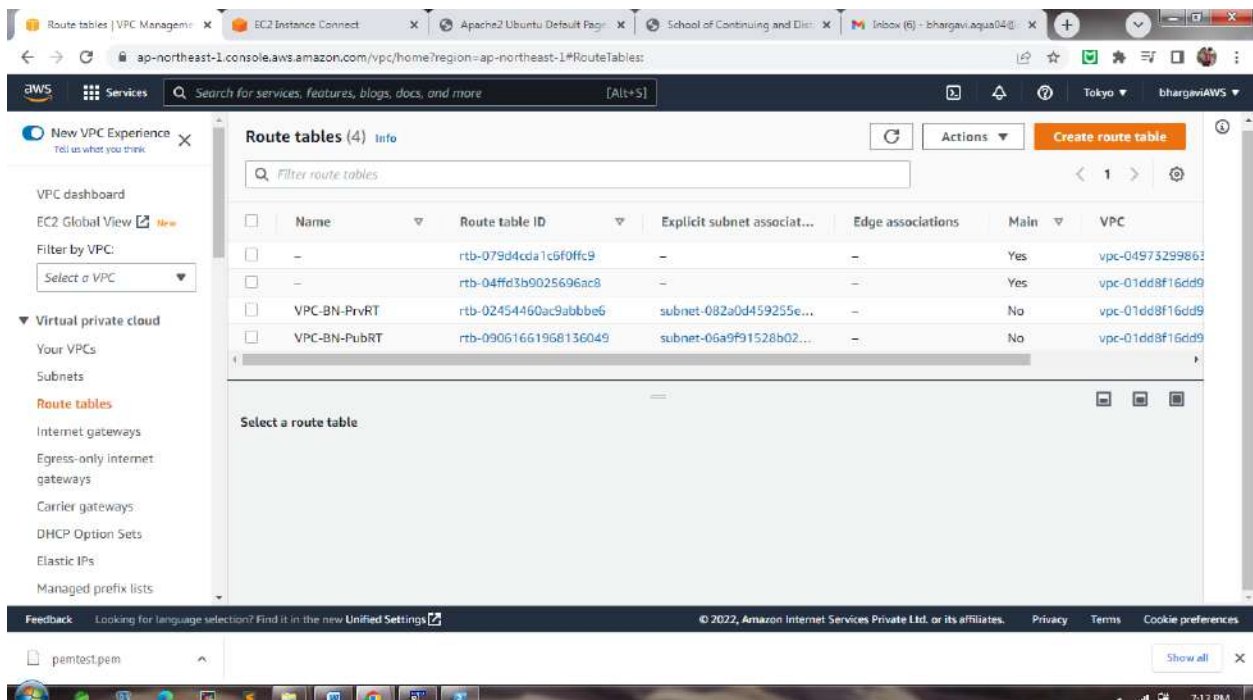 Route tables | VPC Manageme
EC2 Instance Connect
Apache2 Ubuntu Default Page
School of Continuing and Dis
Inbox (6) - bhargavi.aqua04@
ap-northeast-1.console.aws.amazon.com/vpc/home?region=ap-northeast-1#RouteTables:
aws Services Search for services, features, blogs, docs, and more [Alt+S] Tokyo ▼ bhargaviAWS ▼
New VPC Experience
Tell us what you think
VPC dashboard
EC2 Global View New
Filter by VPC:
Select a VPC
Virtual private cloud
Your VPCs
Subnets
Route tables
Internet gateways
Egress-only internet
gateways
Carrier gateways
DHCP Option Sets
Elastic IPs
Managed prefix lists
Route tables (4) Info
Actions ▼ Create route table
Filter route tables
1
Name Route table ID Explicit subnet associat... Edge associations Main VPC
– rtb-079d4cda1c6f0ffc9 – – Yes vpc-04973299863
– rtb-04ffd3b9025696ac8 – – Yes vpc-01dd8f16dd9
VPC-BN-PrvRT rtb-02454460ac9abbbe6 subnet-082a0d459255e... – No vpc-01dd8f16dd9
VPC-BN-PubRT rtb-09061661968136049 subnet-06a9f91528b02... – No vpc-01dd8f16dd9
Select a route table
Feedback Looking for language selection? Find it in the new Unified Settings © 2022, Amazon Internet Services Private Ltd. or its affiliates. Privacy Terms Cookie preferences
pemtest.pem
Show all
7:13 PM